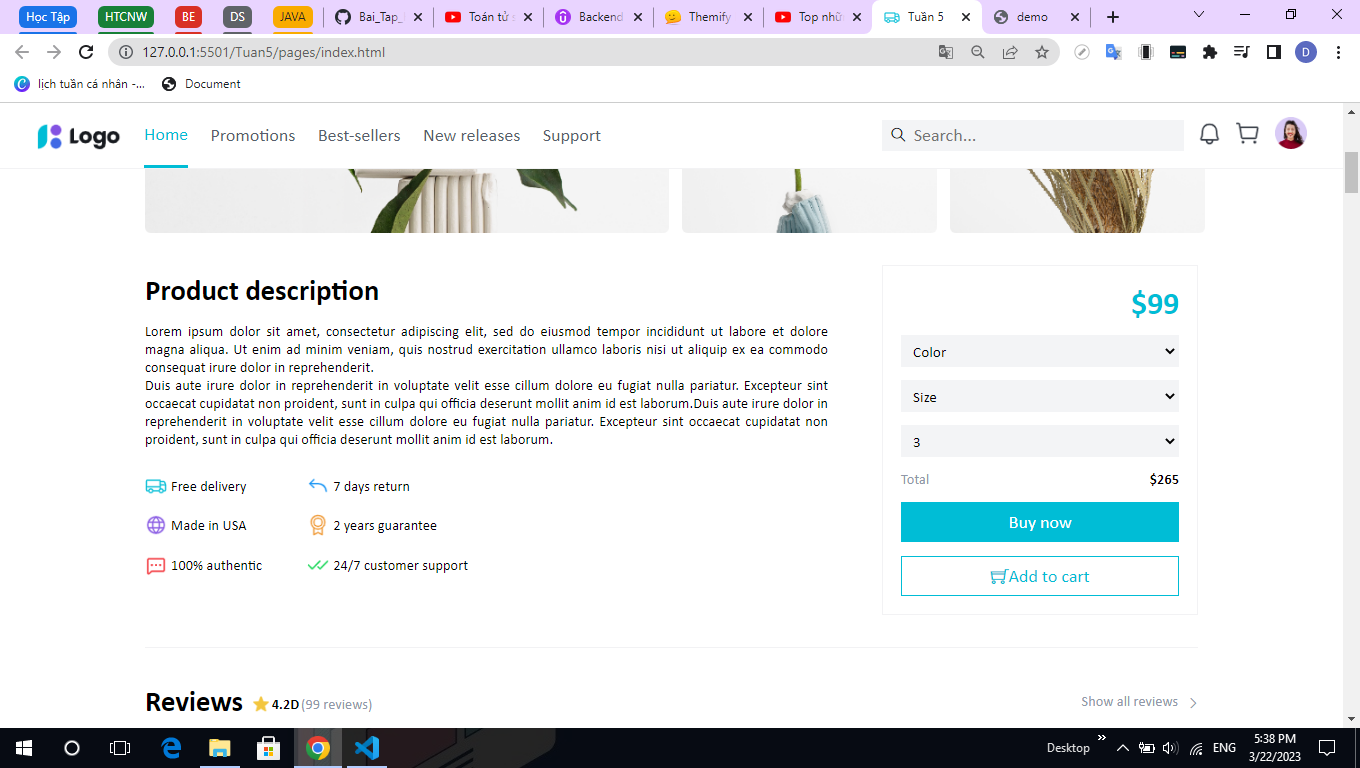 Học Tập HTCNW BE DS JAVA Bai_Tap_ Toán tử s Backend Themify Top nhữ Tuần 5 demo
127.0.0.1:5501/Tuan5/pages/index.html D
lịch tuần cá nhân -... Document
Logo Home Promotions Best-sellers New releases Support Search...
Product description
Lorem ipsum dolor sit amet, consectetur adipiscing elit, sed do eiusmod tempor incididunt ut labore et dolore
magna aliqua. Ut enim ad minim veniam, quis nostrud exercitation ullamco laboris nisi ut aliquip ex ea commodo
consequat irure dolor in reprehenderit.
Duis aute irure dolor in reprehenderit in voluptate velit esse cillum dolore eu fugiat nulla pariatur. Excepteur sint
occaecat cupidatat non proident, sunt in culpa qui officia deserunt mollit anim id est laborum.Duis aute irure dolor in
reprehenderit in voluptate velit esse cillum dolore eu fugiat nulla pariatur. Excepteur sint occaecat cupidatat non
proident, sunt in culpa qui officia deserunt mollit anim id est laborum.
Free delivery 7 days return
Made in USA 2 years guarantee
100% authentic 24/7 customer support
$99
Color
Size
3
Total $265
Buy now
Add to cart
Reviews 4.2D (99 reviews) Show all reviews
Desktop ENG 5:38 PM
3/22/2023